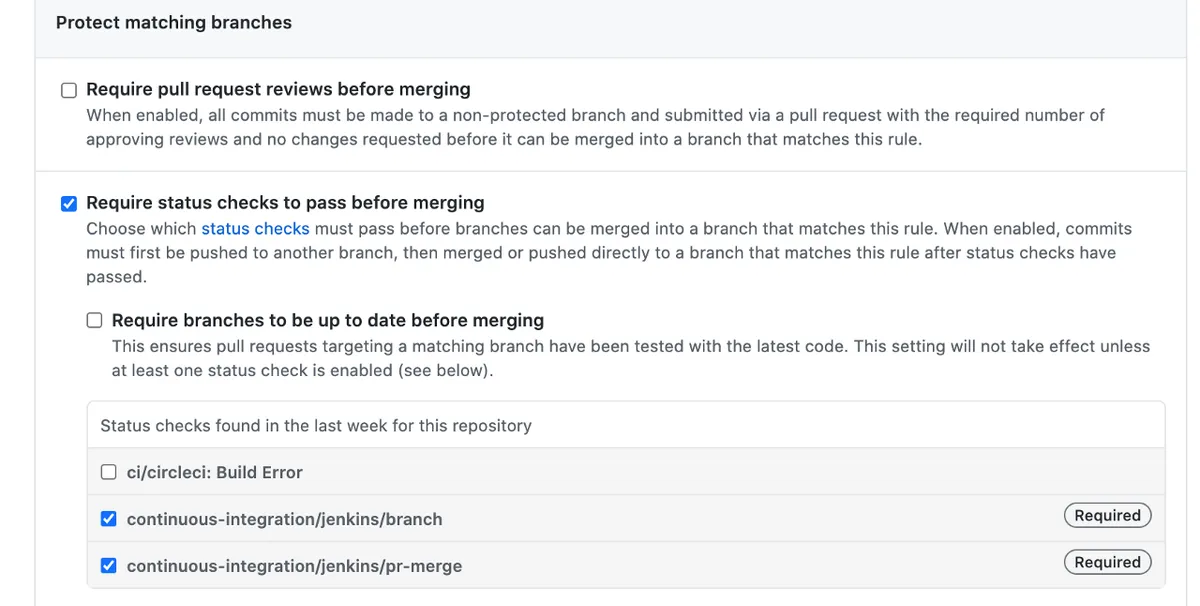 Protect matching branches
Require pull request reviews before merging
When enabled, all commits must be made to a non-protected branch and submitted via a pull request with the required number of
approving reviews and no changes requested before it can be merged into a branch that matches this rule.
Require status checks to pass before merging
Choose which status checks must pass before branches can be merged into a branch that matches this rule. When enabled, commits
must first be pushed to another branch, then merged or pushed directly to a branch that matches this rule after status checks have
passed.
Require branches to be up to date before merging
This ensures pull requests targeting a matching branch have been tested with the latest code. This setting will not take effect unless
at least one status check is enabled (see below).
Status checks found in the last week for this repository
ci/circleci: Build Error
continuous-integration/jenkins/branch Required
continuous-integration/jenkins/pr-merge Required